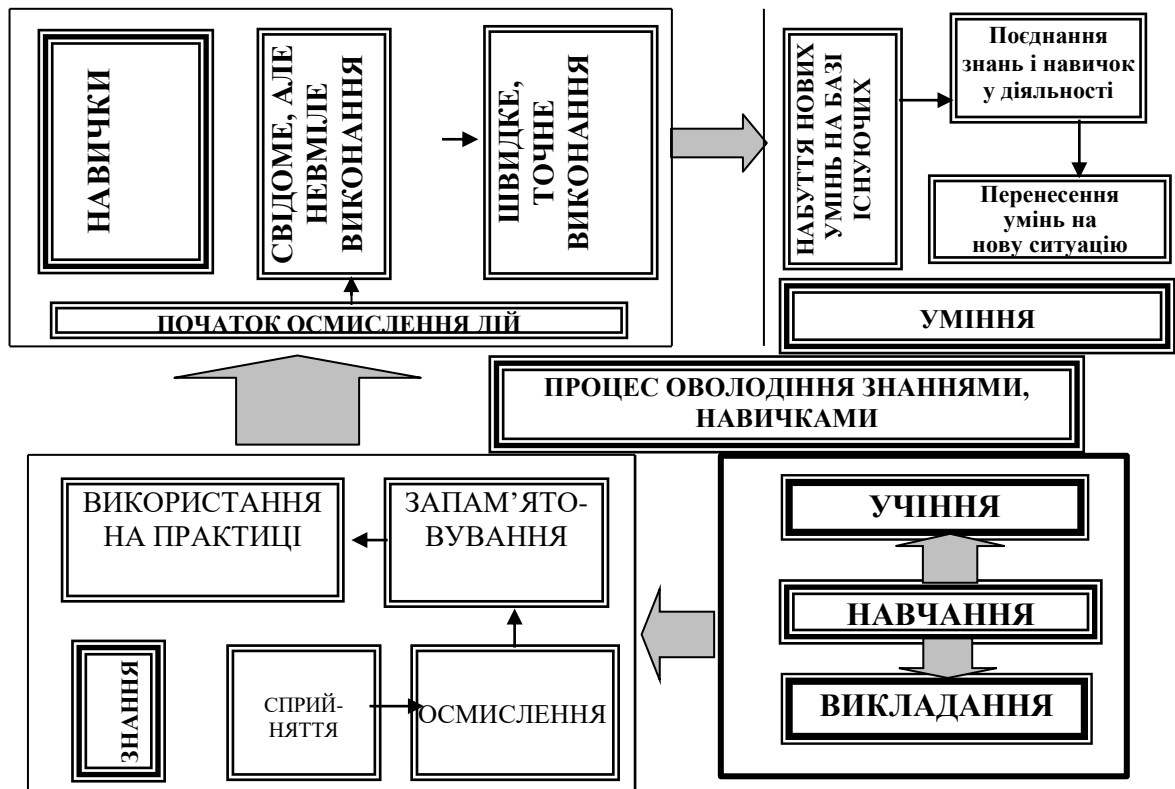 НАВИЧКИ
СВІДОМЕ, АЛЕ
НЕВМІЛЕ
ВИКОНАННЯ
ШВИДКЕ,
ТОЧНЕ
ВИКОНАННЯ
ПОЧАТОК ОСМИСЛЕННЯ ДІЙ
НАБУТТЯ НОВИХ
УМІНЬ НА БАЗІ
ІСНУЮЧИХ
Поєднання
знань і навичок
у діяльності
Перенесення
умінь на
нову ситуацію
УМІННЯ
ПРОЦЕС ОВОЛОДІННЯ ЗНАННЯМИ,
НАВИЧКАМИ
ВИКОРИСТАННЯ
НА ПРАКТИЦІ
ЗАПАМ’ЯТО-
ВУВАННЯ
ЗНАННЯ
СПРИЙ-
НЯТТЯ
ОСМИСЛЕННЯ
УЧІННЯ
НАВЧАННЯ
ВИКЛАДАННЯ